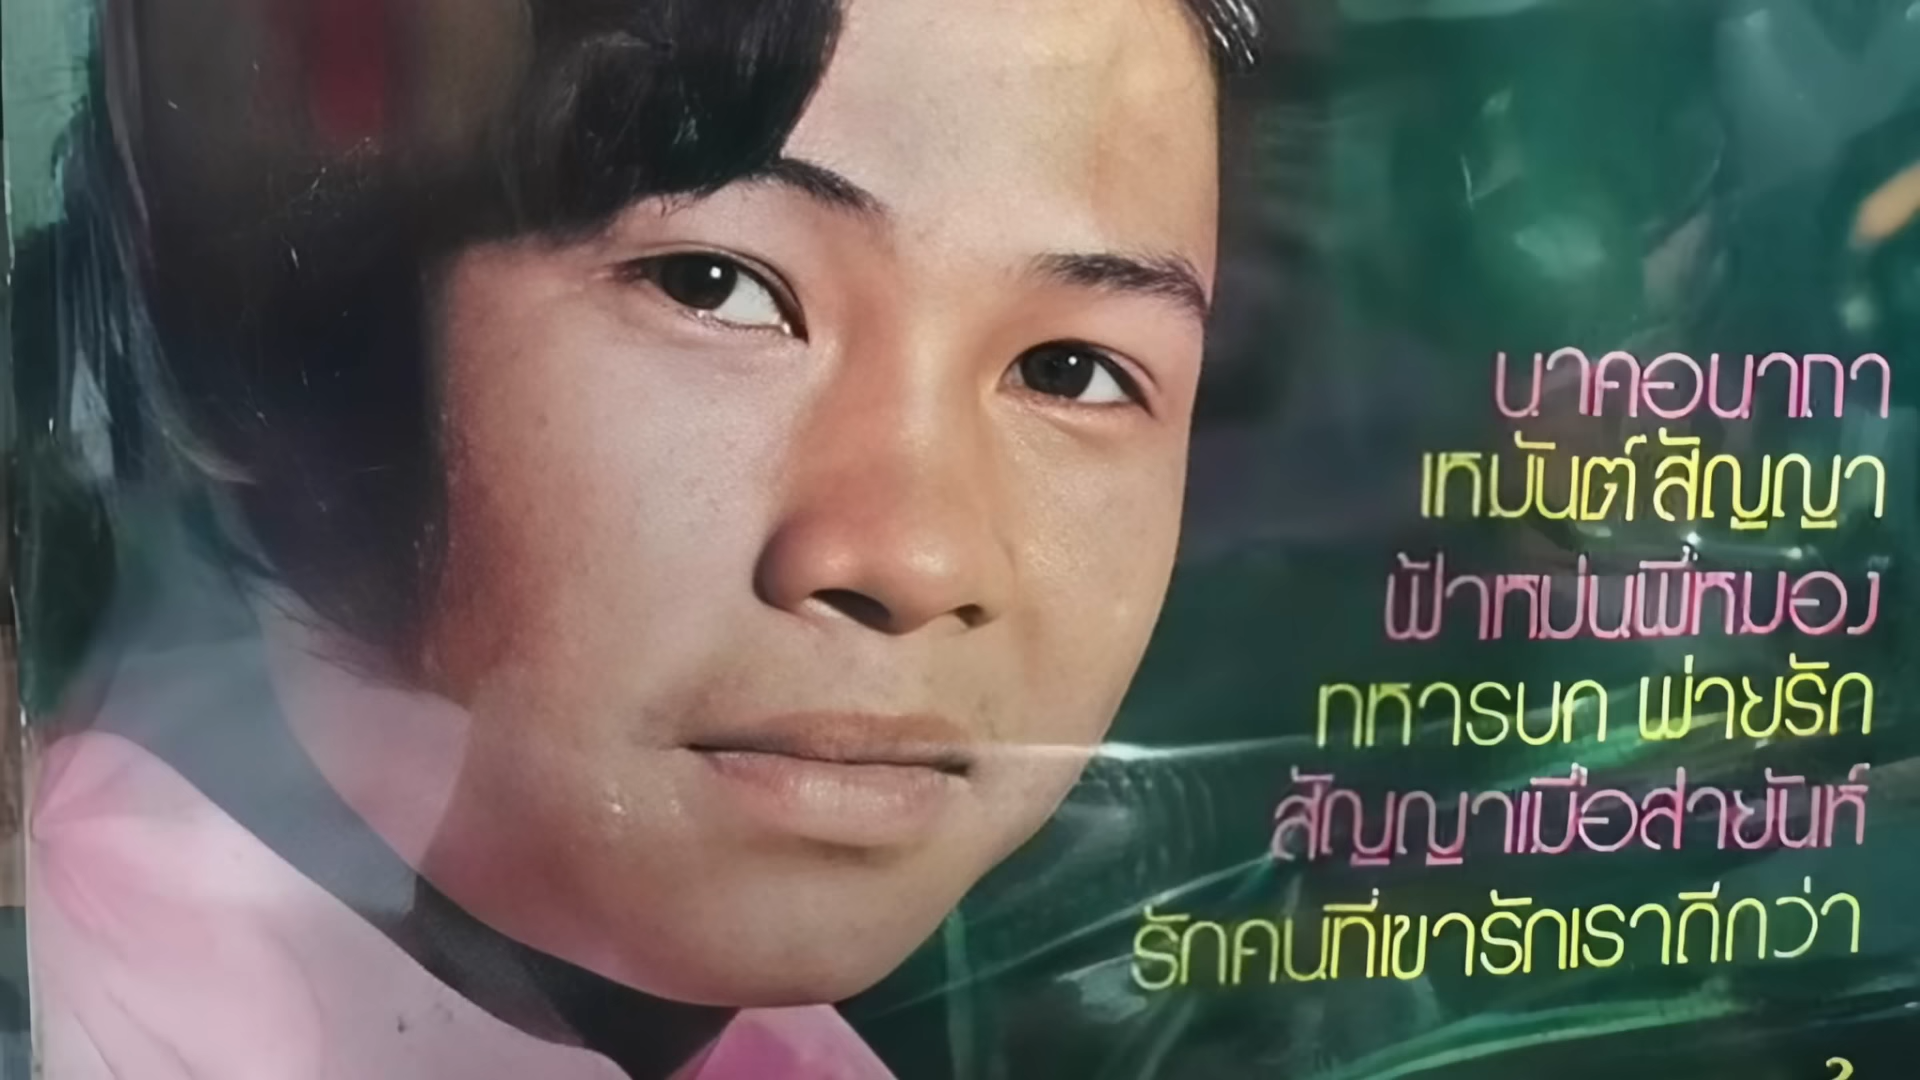 นาคอนาถา
เหมันต์สัญญา
ฟ้าหม่นพี่หมอง
ทหารบก พ่ายรัก
สัญญาเมื่อสายัณห์
รักคนที่เขารักเราดีกว่า